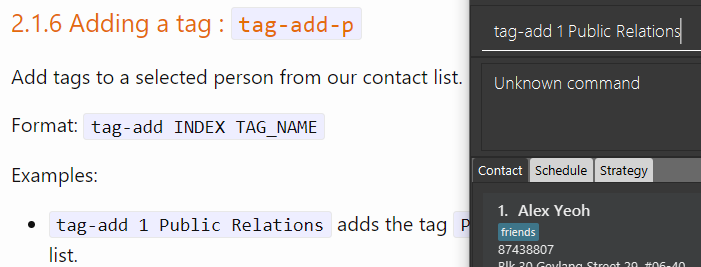 2.1.6 Adding a tag : tag-add-p
Add tags to a selected person from our contact list.
Format: tag-add INDEX TAG_NAME
Examples:
tag-add 1 Public Relations adds the tag
list.
tag-add 1 Public Relations
Unknown command
Contact Schedule Strategy
1. Alex Yeoh
friends
87438807
Blk 30 Geylang Street 29, #06-40